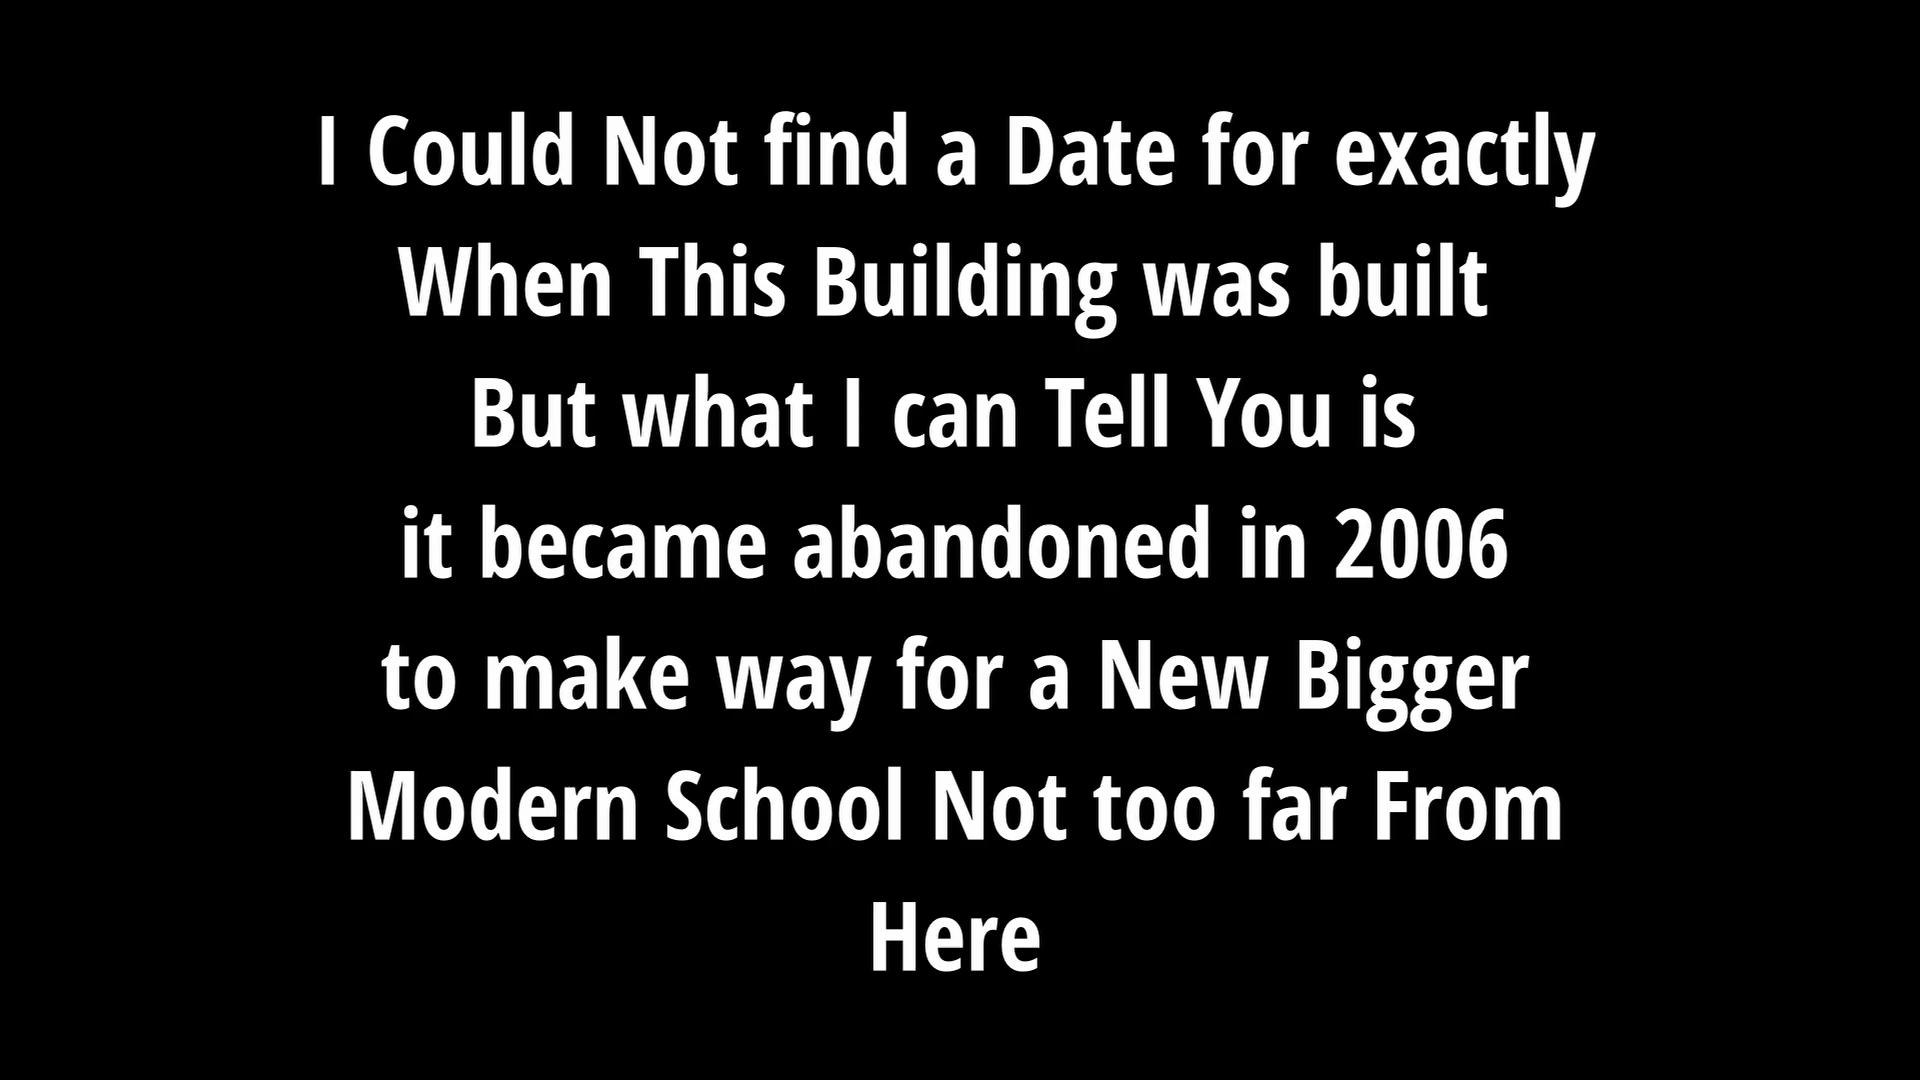 I Could Not find a Date for exactly
When This Building was built
But what I can Tell You is
it became abandoned in 2006
to make way for a New Bigger
Modern School Not too far From
Here